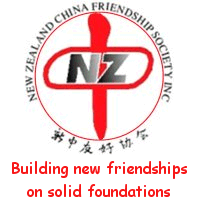 NEW ZEALAND CHINA FRIENDSHIP SOCIETY INC
NZ
新中友好协会
Building new friendships
on solid foundations